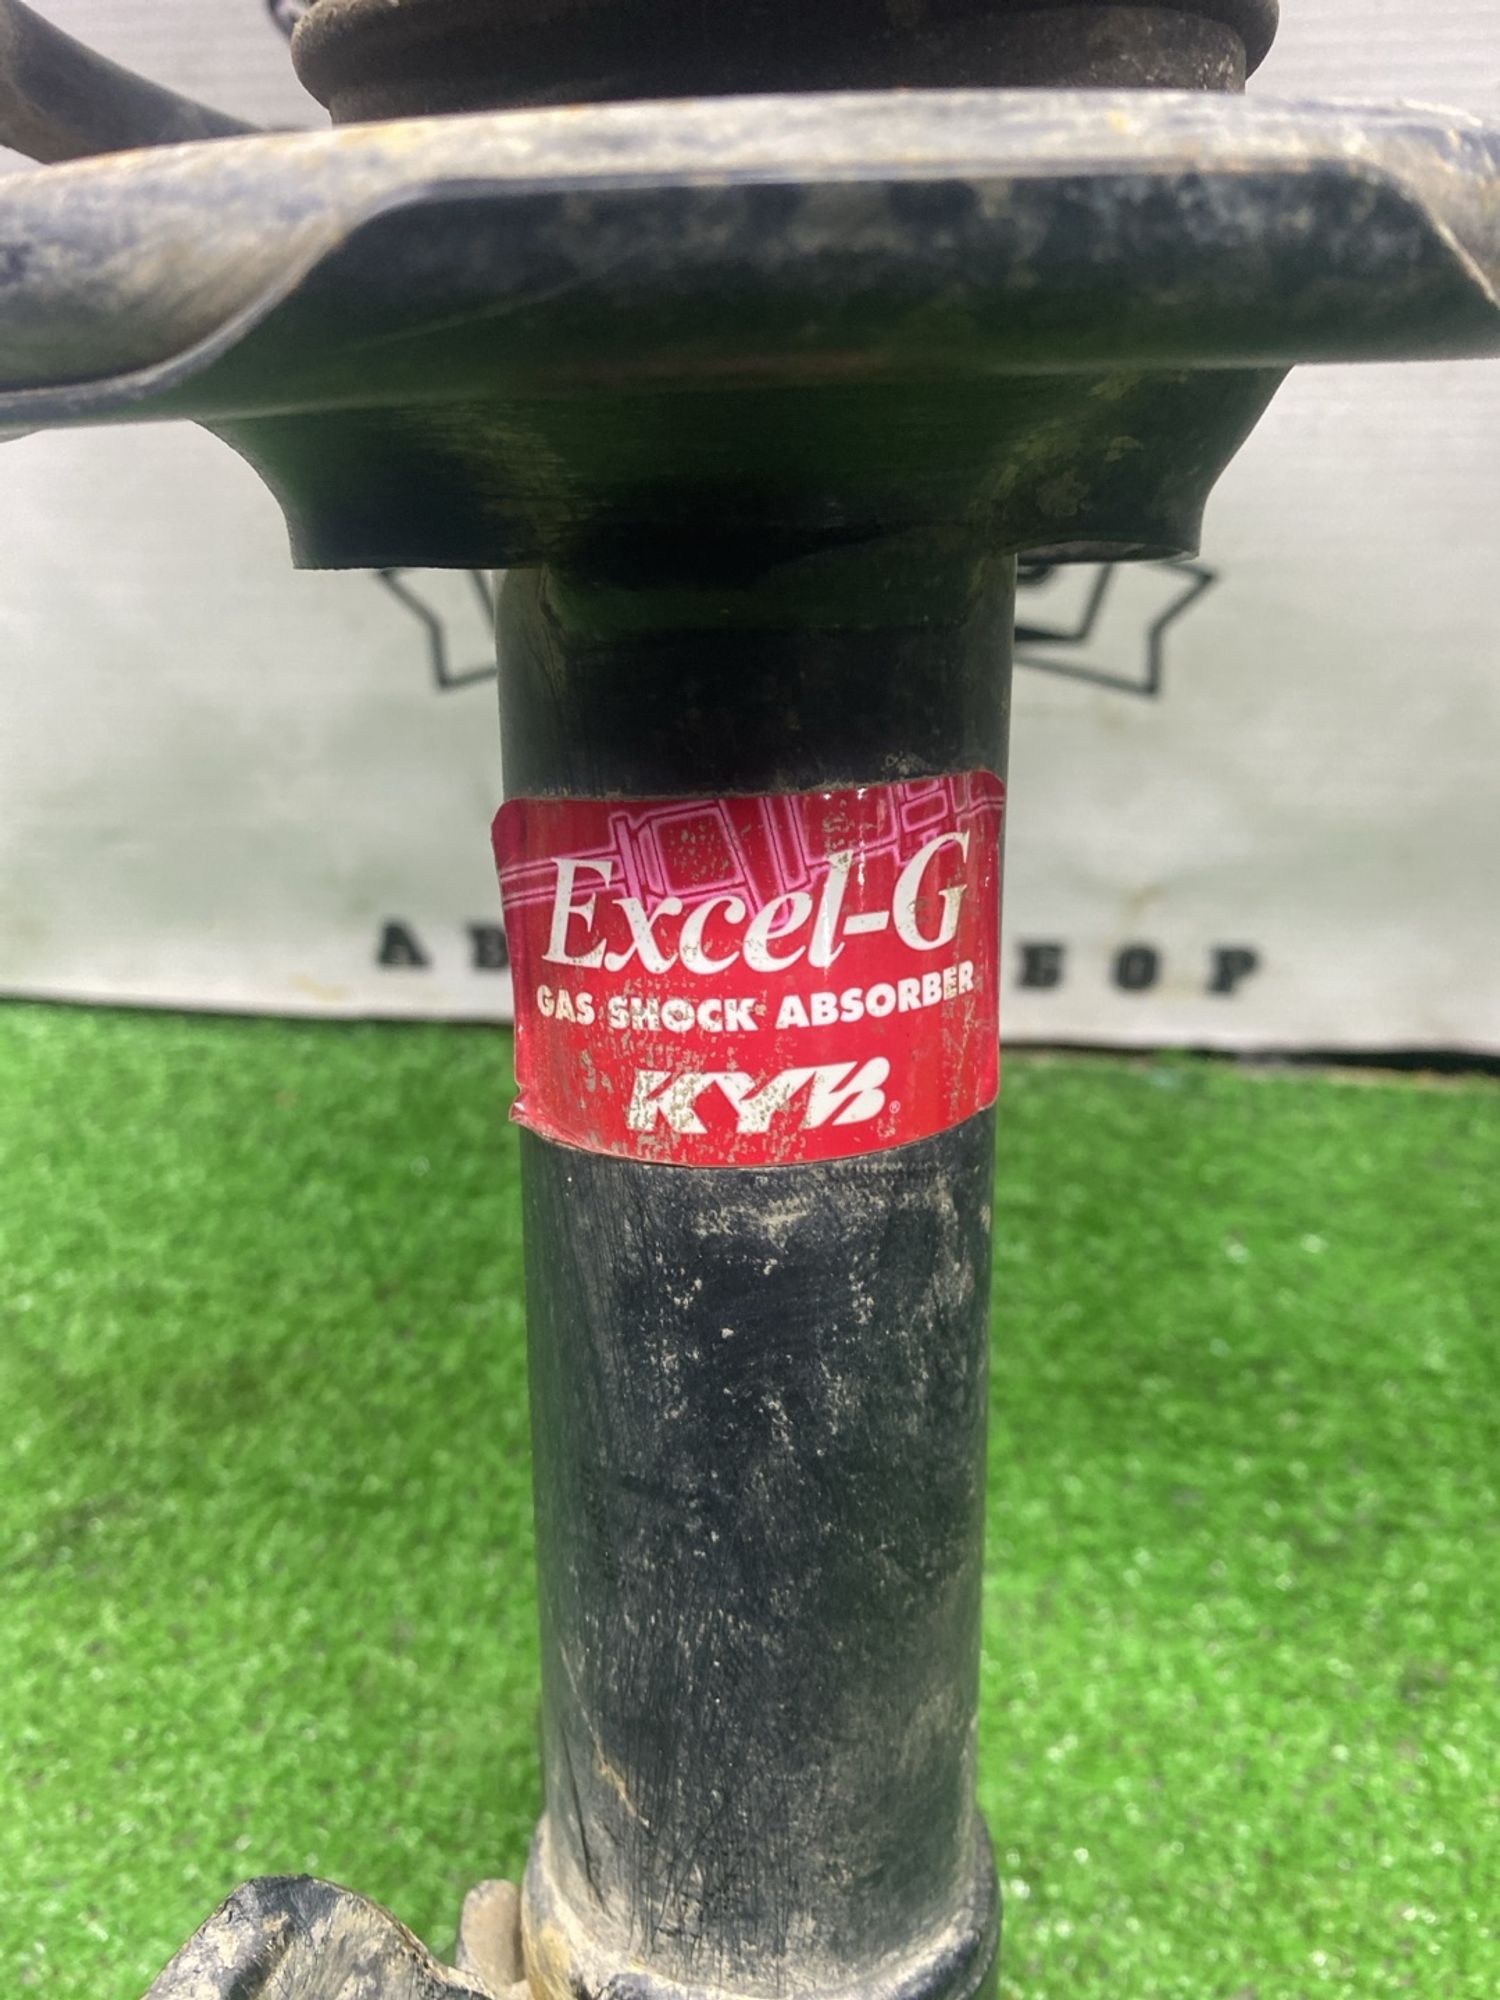 Excel-G
GAS SHOCK ABSORBER
KYB®